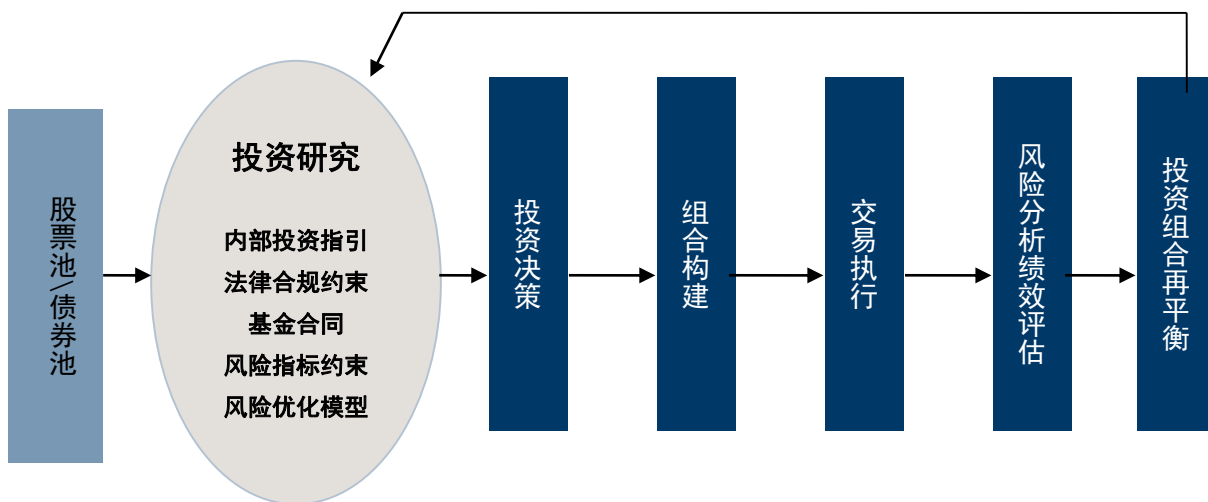 股票池/债券池
投资研究
内部投资指引
法律合规约束
基金合同
风险指标约束
风险优化模型
投资决策
组合构建
交易执行
风险分析绩效评估
投资组合再平衡